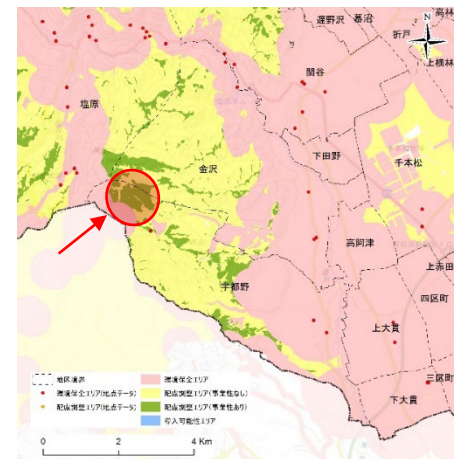 高林
遅野沢 墓沼
折戸
N
上横林
関谷
塩原
下田野
千本松
金沢
高阿津
上赤田
宇都野
四区町
上大貫
三区町
下大貫
地区境界
環境保全エリア(地点データ)
配慮調整エリア(地点データ)
環境保全エリア
配慮調整エリア(事業性なし)
配慮調整エリア(事業性あり)
導入可能性エリア
0 2 4 Km